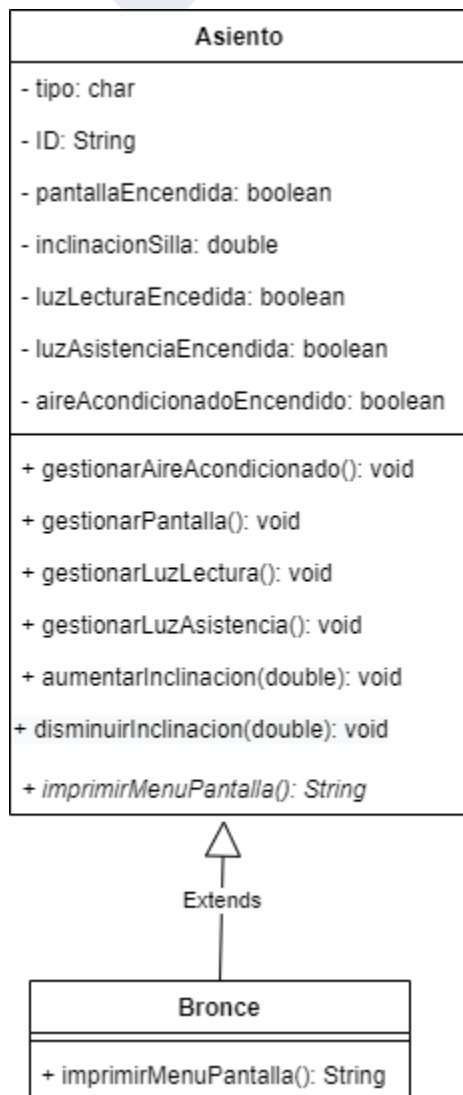 Asiento
- tipo: char
- ID: String
- pantallaEncendida: boolean
- inclinacionSilla: double
- luzLecturaEncedida: boolean
- luzAsistenciaEncendida: boolean
- aireAcondicionadoEncendido: boolean
+ gestionarAireAcondicionado(): void
+ gestionarPantalla(): void
+ gestionarLuzLectura(): void
+ gestionarLuzAsistencia(): void
+ aumentarInclinacion(double): void
+ disminuirInclinacion(double): void
+ imprimirMenuPantalla(): String
Extends
Bronce
+ imprimirMenuPantalla(): String